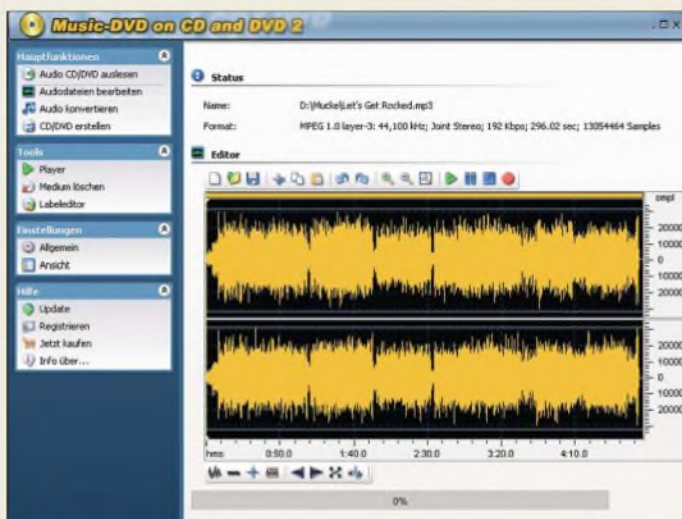 Music-DVD on CD and DVD 2
Hauptfunktionen
Audio CD/DVD auslesen
Audiodateien bearbeiten
Audio konvertieren
CD/DVD erstellen
Tools
Player
Medium löschen
Labeleditor
Einstellungen
Allgemein
Ansicht
Hilfe
Update
Registrieren
Jetzt kaufen
Info über...
Status
Name: D:\Mucke\Let's Get Rocked.mp3
Format: MPEG 1.0 layer-3: 44,100 kHz; Joint Stereo; 192 Kbps; 296.02 sec; 13054464 Samples
Editor
smpl
20000
10000
0
10000
20000
20000
10000
0
10000
20000
hms 0:50.0 1:40.0 2:30.0 3:20.0 4:10.0
0%